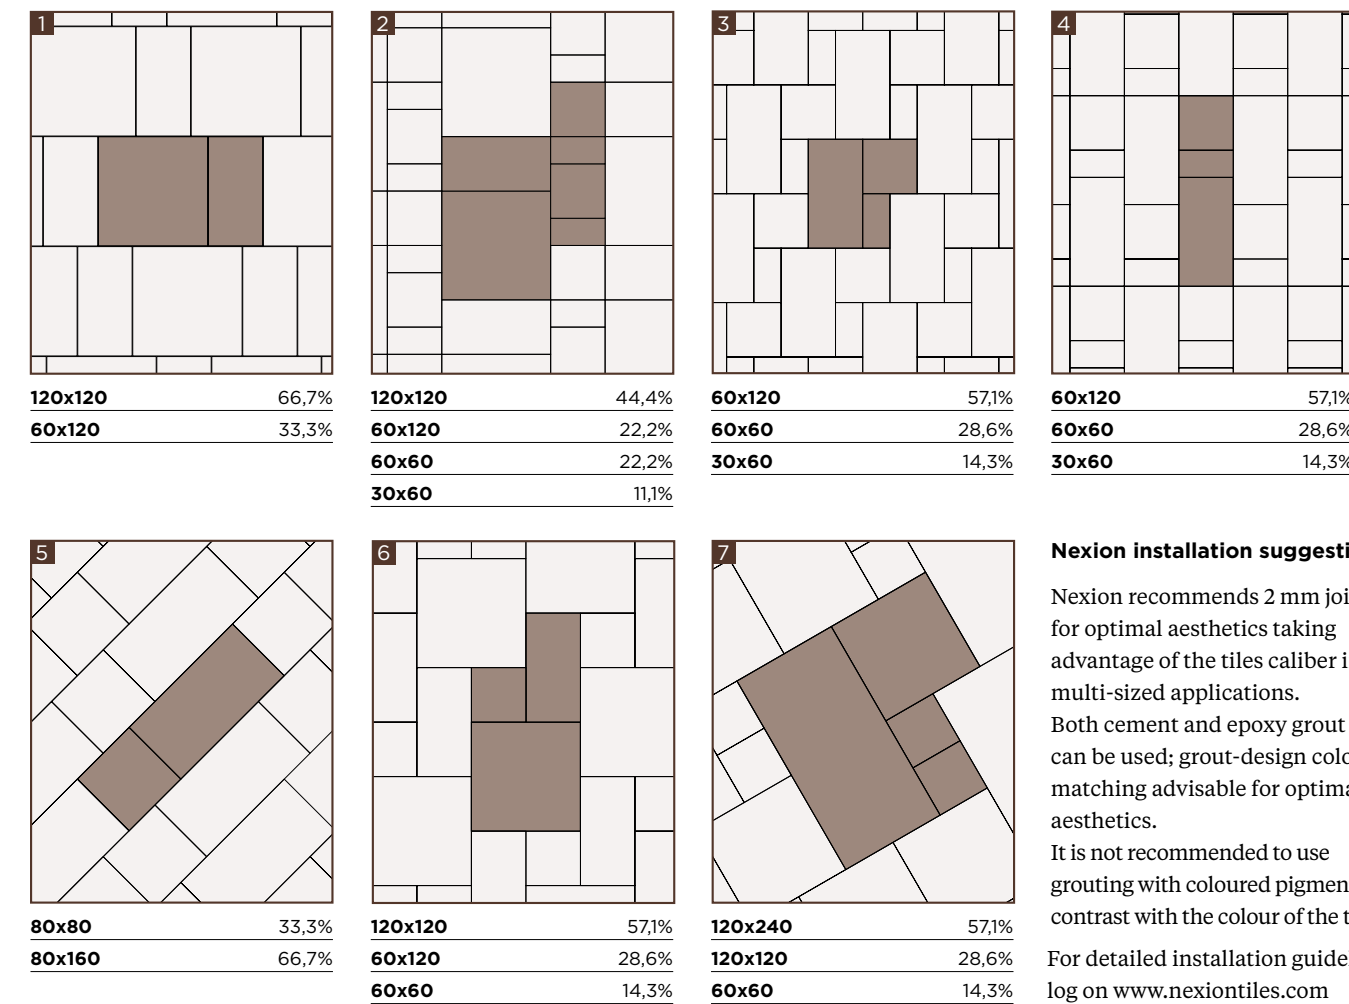 1
120x120 66,7%
60x120 33,3%
2
120x120 44,4%
60x120 22,2%
60x60 22,2%
30x60 11,1%
3
60x120 57,1%
60x60 28,6%
30x60 14,3%
4
60x120 57,1%
60x60 28,6%
30x60 14,3%
5
80x80 33,3%
80x160 66,7%
6
120x120 57,1%
60x120 28,6%
60x60 14,3%
7
120x240 57,1%
120x120 28,6%
60x60 14,3%
Nexion installation
Nexion recommends 2 mm
for optimal aesthetics taking
advantage of the tiles caliber
multi-sized applications.
Both cement and epoxy grout
can be used; grout-design
matching advisable for
aesthetics.
It is not recommended to use
grouting with coloured
contrast with the colour of the
For detailed installation
log on www.nexiontiles.com